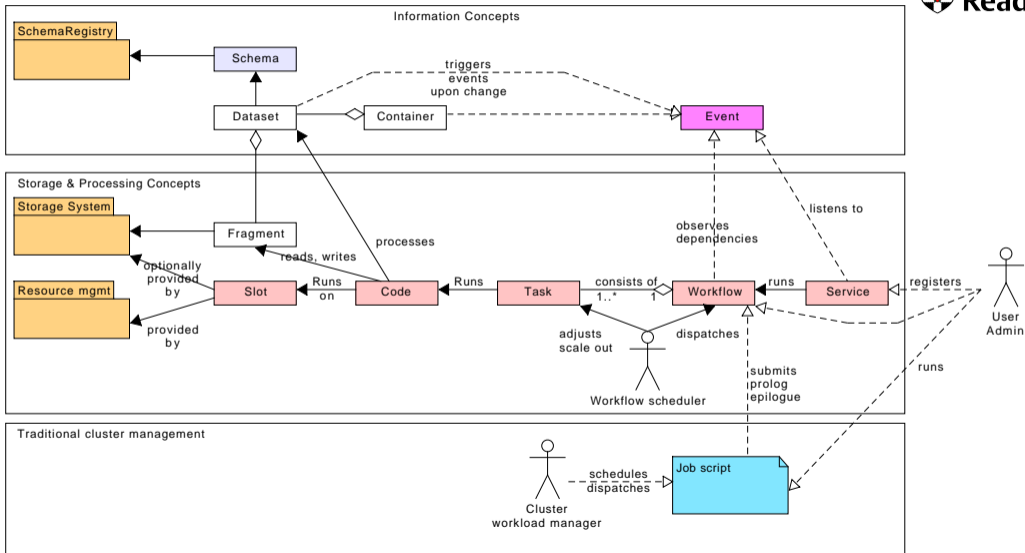 Read
Information Concepts
SchemaRegistry
Schema
triggers
events
upon change
Dataset
Container
Event
Storage & Processing Concepts
Storage System
listens to
observes
dependencies
Fragment
processes
reads, writes
optionally
provided
by
Resource mgmt
Slot
Runs
on
Code
Runs
Task
consists of
1..*
1
Workflow
runs
Service
registers
User
Admin
provided
by
adjusts
scale out
dispatches
runs
submits
prolog
epilogue
Workflow scheduler
Traditional cluster management
Job script
schedules
dispatches
Cluster
workload manager